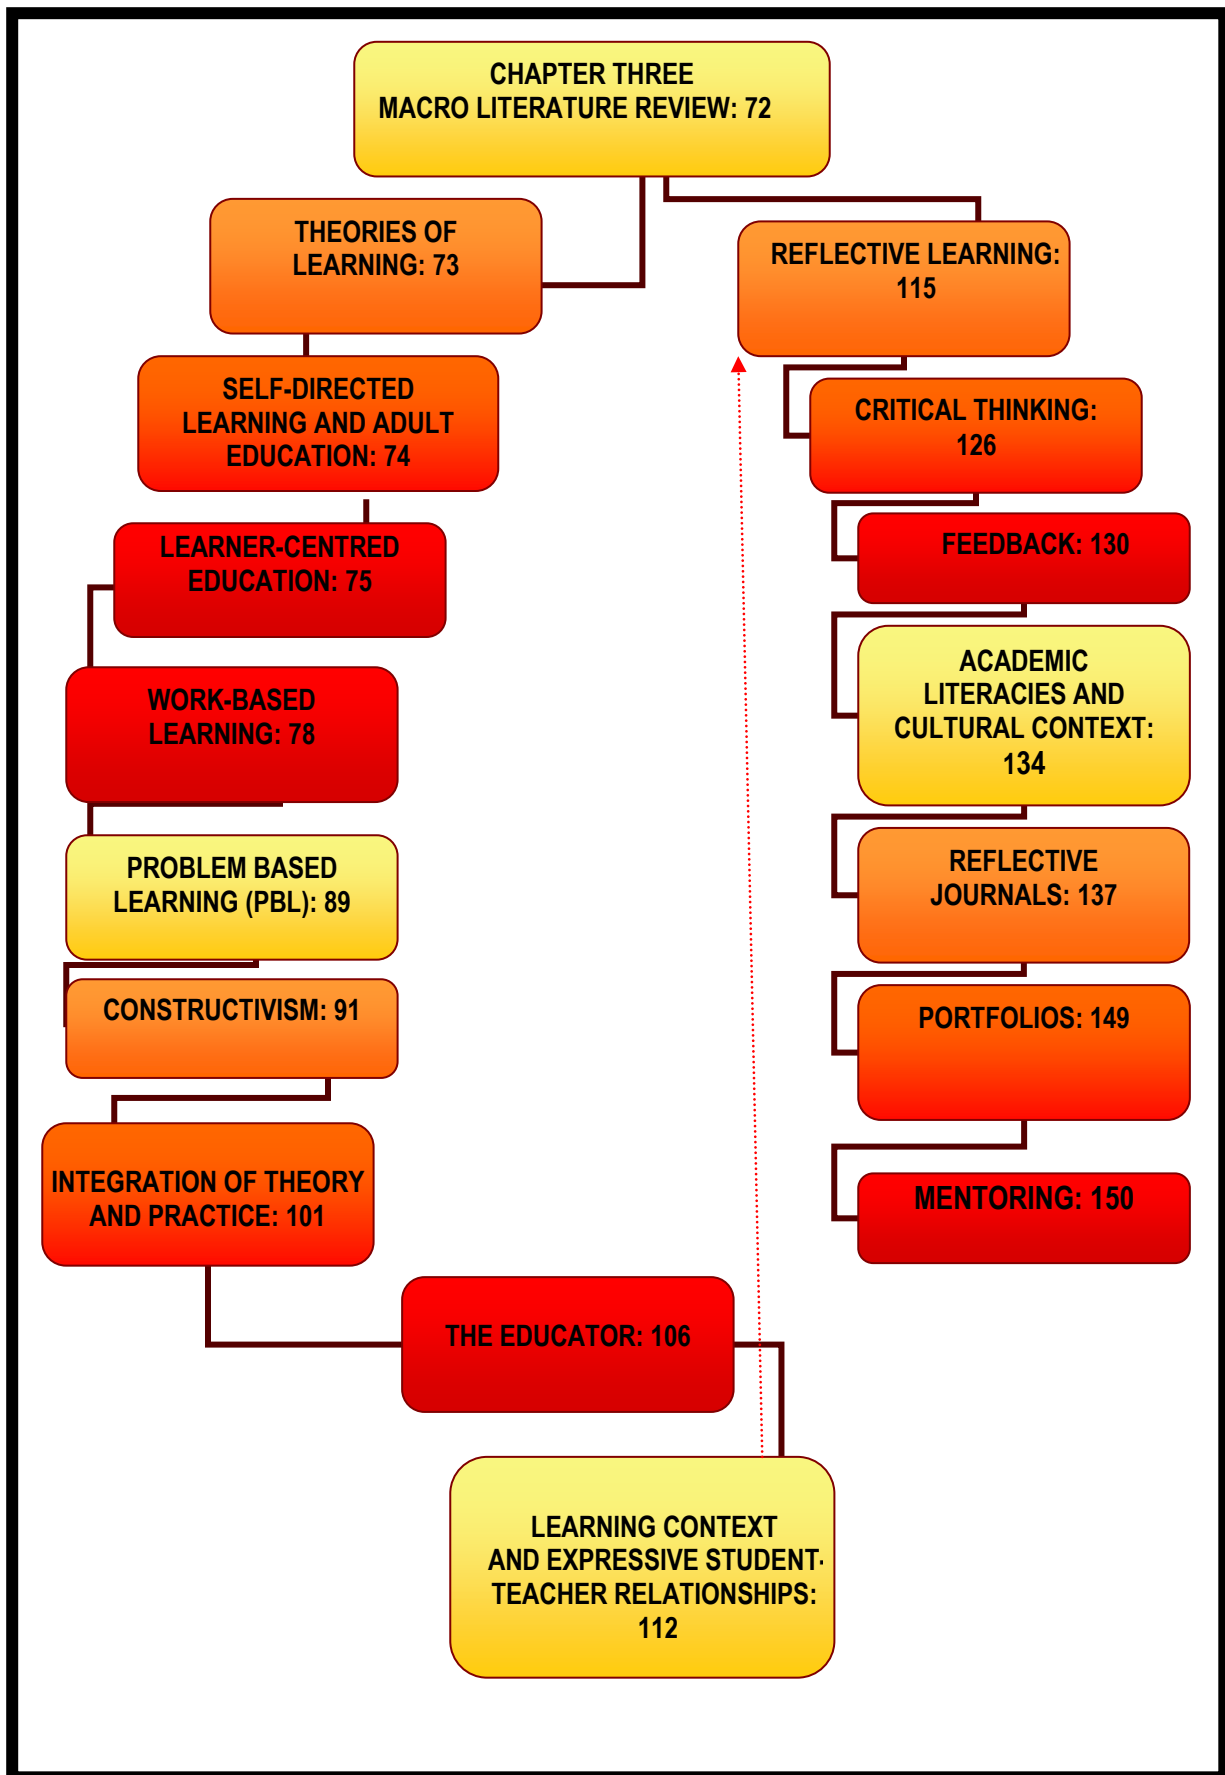 CHAPTER THREE
MACRO LITERATURE REVIEW: 72
THEORIES OF
LEARNING: 73
SELF-DIRECTED
LEARNING AND ADULT
EDUCATION: 74
LEARNER-CENTRED
EDUCATION: 75
WORK-BASED
LEARNING: 78
PROBLEM BASED
LEARNING (PBL): 89
CONSTRUCTIVISM: 91
INTEGRATION OF THEORY
AND PRACTICE: 101
THE EDUCATOR: 106
LEARNING CONTEXT
AND EXPRESSIVE STUDENT-
TEACHER RELATIONSHIPS:
112
REFLECTIVE LEARNING:
115
CRITICAL THINKING:
126
FEEDBACK: 130
ACADEMIC
LITERACIES AND
CULTURAL CONTEXT:
134
REFLECTIVE
JOURNALS: 137
PORTFOLIOS: 149
MENTORING: 150